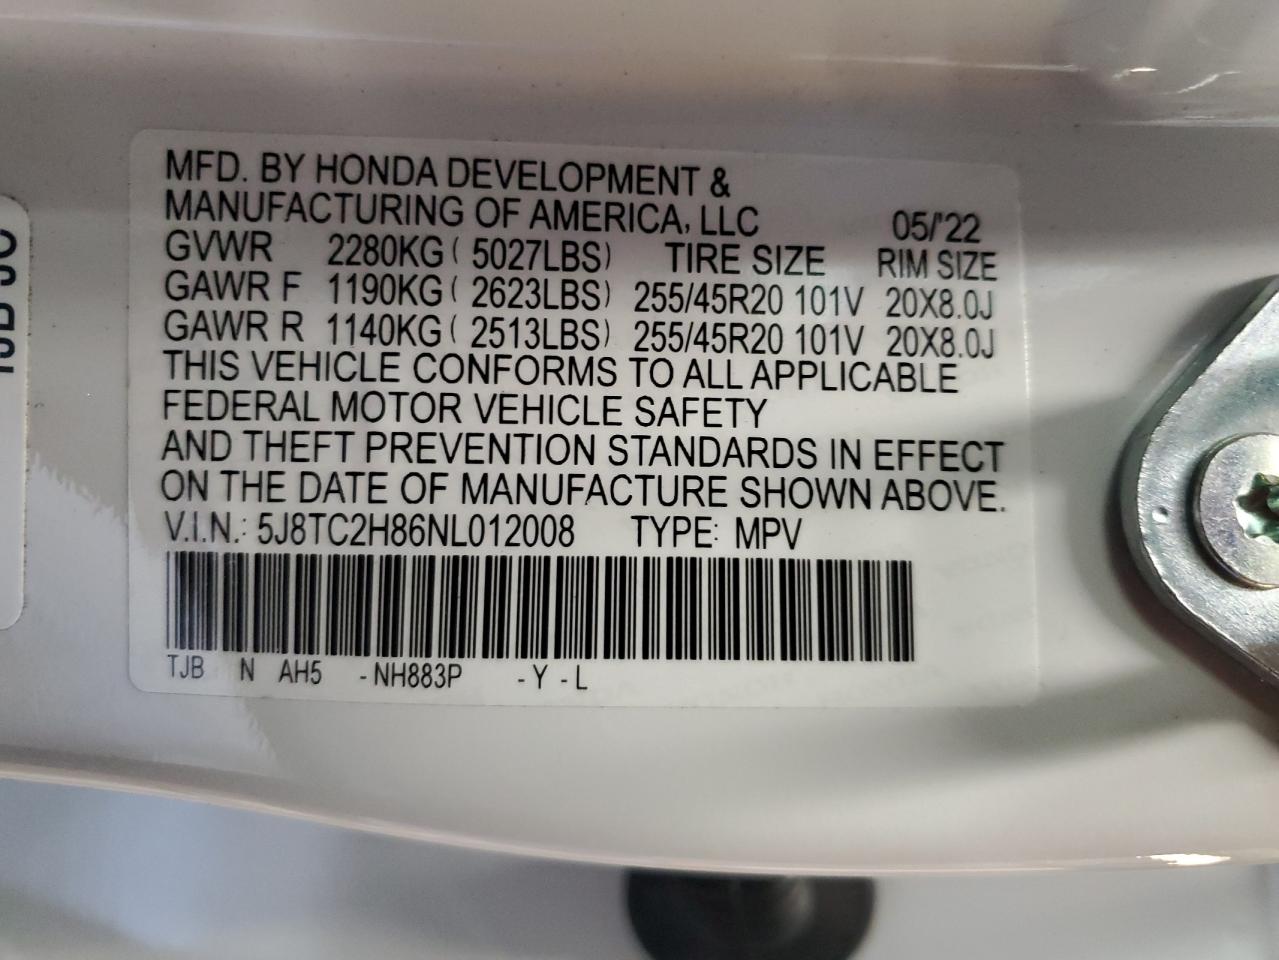 MFD. BY HONDA DEVELOPMENT &
MANUFACTURING OF AMERICA, LLC 05/'22
GVWR 2280KG ( 5027LBS) TIRE SIZE RIM SIZE
GAWR F 1190KG ( 2623LBS) 255/45R20 101V 20X8.0J
GAWR R 1140KG ( 2513LBS) 255/45R20 101V 20X8.0J
THIS VEHICLE CONFORMS TO ALL APPLICABLE
FEDERAL MOTOR VEHICLE SAFETY
AND THEFT PREVENTION STANDARDS IN EFFECT
ON THE DATE OF MANUFACTURE SHOWN ABOVE.
V.I.N.: 5J8TC2H86NL012008 TYPE: MPV
TJB N AH5 -NH883P -Y -L